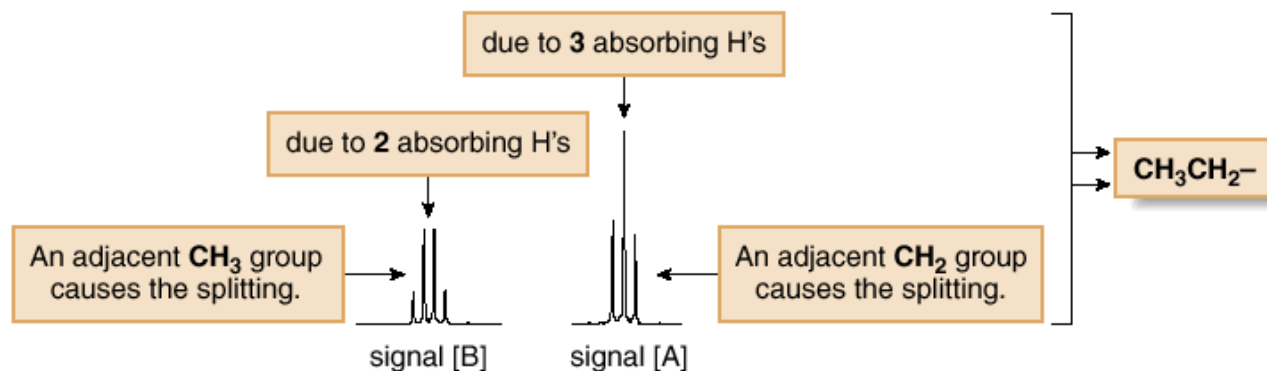 due to 3 absorbing H's
due to 2 absorbing H's
CH₃CH₂–
An adjacent CH₃ group
causes the splitting.
An adjacent CH₂ group
causes the splitting.
signal [B]
signal [A]